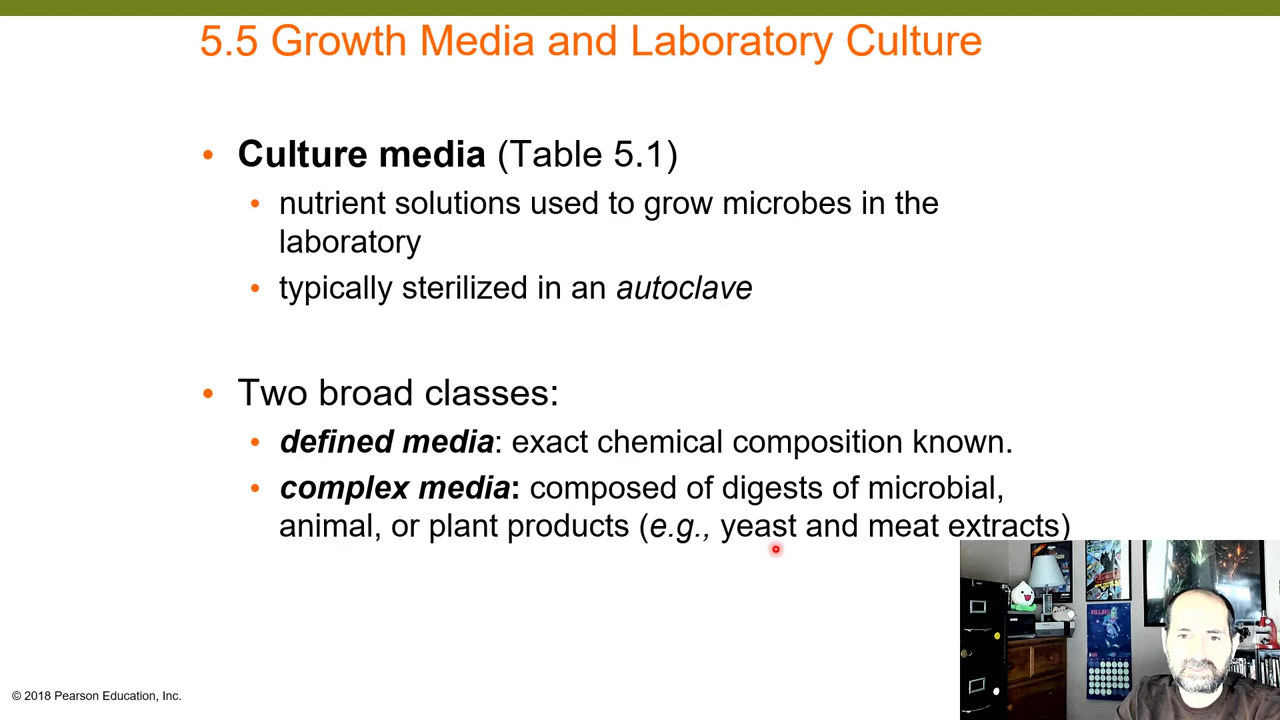 5.5 Growth Media and Laboratory Culture
• Culture media (Table 5.1)
• nutrient solutions used to grow microbes in the
laboratory
• typically sterilized in an autoclave
• Two broad classes:
• defined media: exact chemical composition known.
• complex media: composed of digests of microbial,
animal, or plant products (e.g., yeast and meat extracts)
© 2018 Pearson Education, Inc.